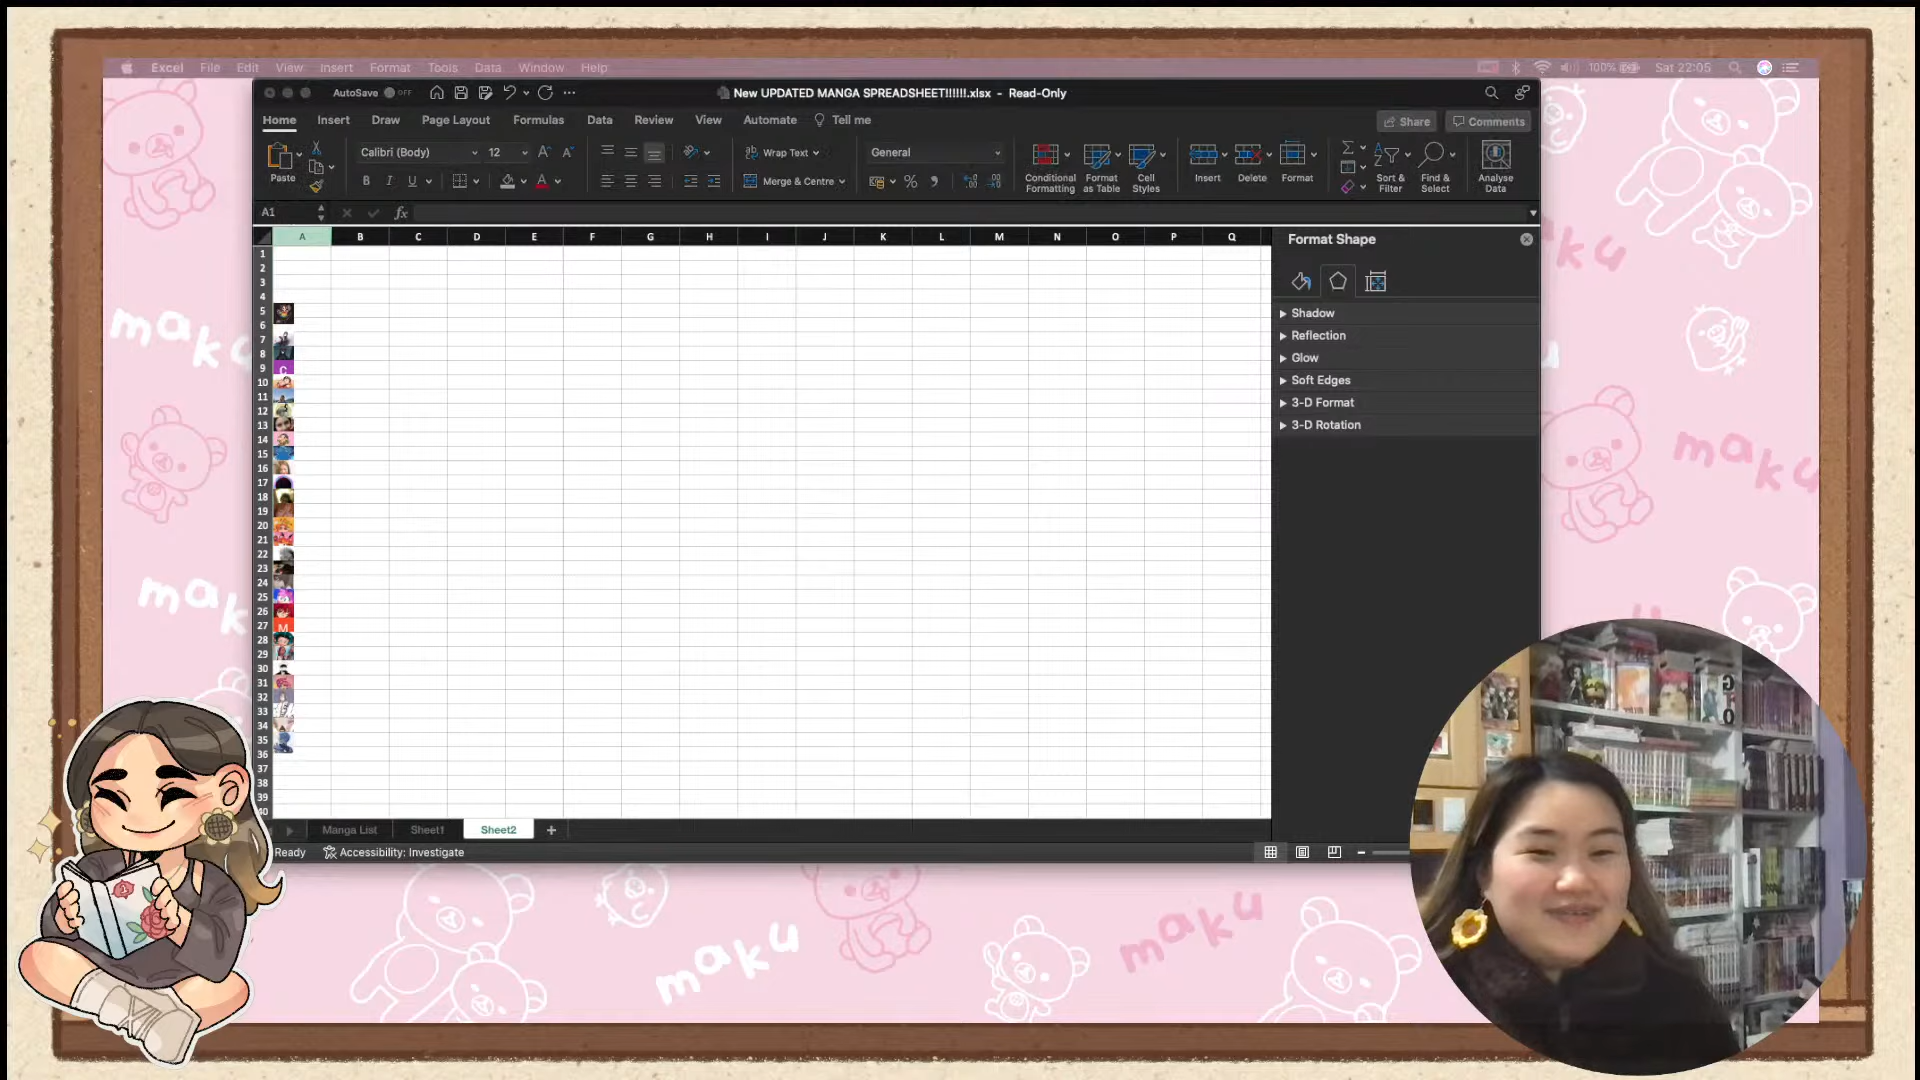 Excel File Edit View Insert Format Tools Data Window Help
100% Sat 22:05
AutoSave OFF
New UPDATED MANGA SPREADSHEET!!!!!!.xlsx - Read-Only
Home Insert Draw Page Layout Formulas Data Review View Automate Tell me
Share Comments
Paste
Calibri (Body) 12
B I U
Wrap Text
Merge & Centre
General
Conditional Formatting
Format as Table
Cell Styles
Insert
Delete
Format
Sort & Filter
Find & Select
Analyse Data
A1
fx
A B C D E F G H I J K L M N O P Q
1
2
3
4
5
6
7
8
9
C
10
11
12
13
14
15
16
17
18
19
20
21
22
23
24
25
26
27
M
28
29
30
31
32
33
34
35
36
37
38
39
40
Format Shape
Shadow
Reflection
Glow
Soft Edges
3-D Format
3-D Rotation
Manga List Sheet1 Sheet2 +
Ready Accessibility: Investigate
maku
maku
maku
maku
maku